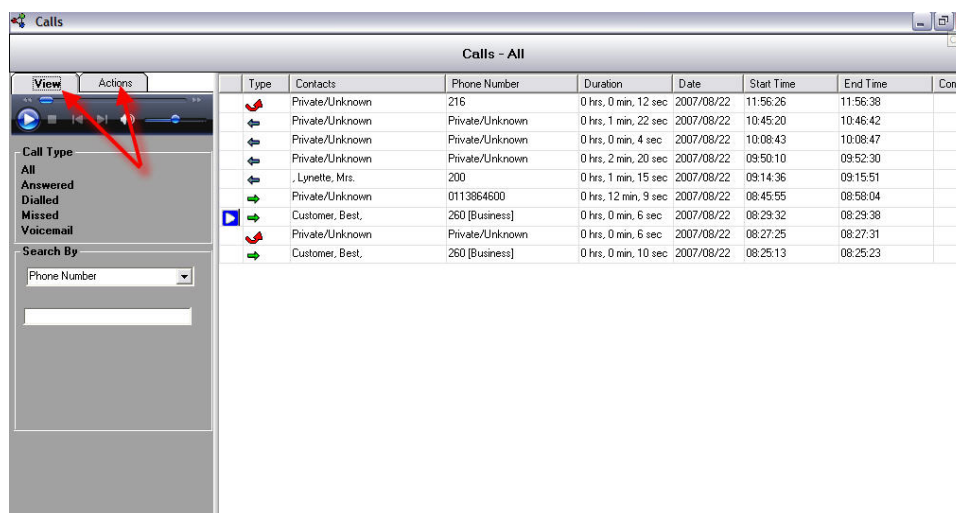 Calls
Calls - All
View Actions
Type Contacts Phone Number Duration Date Start Time End Time Con
Private/Unknown 216 0 hrs, 0 min, 12 sec 2007/08/22 11:56:26 11:56:38
Private/Unknown Private/Unknown 0 hrs, 1 min, 22 sec 2007/08/22 10:45:20 10:46:42
Private/Unknown Private/Unknown 0 hrs, 0 min, 4 sec 2007/08/22 10:08:43 10:08:47
Private/Unknown Private/Unknown 0 hrs, 2 min, 20 sec 2007/08/22 09:50:10 09:52:30
, Lynette, Mrs. 200 0 hrs, 1 min, 15 sec 2007/08/22 09:14:36 09:15:51
Private/Unknown 0113864600 0 hrs, 12 min, 9 sec 2007/08/22 08:45:55 08:58:04
Customer, Best, 260 [Business] 0 hrs, 0 min, 6 sec 2007/08/22 08:29:32 08:29:38
Private/Unknown Private/Unknown 0 hrs, 0 min, 6 sec 2007/08/22 08:27:25 08:27:31
Customer, Best, 260 [Business] 0 hrs, 0 min, 10 sec 2007/08/22 08:25:13 08:25:23
Call Type
All
Answered
Dialled
Missed
Voicemail
Search By
Phone Number